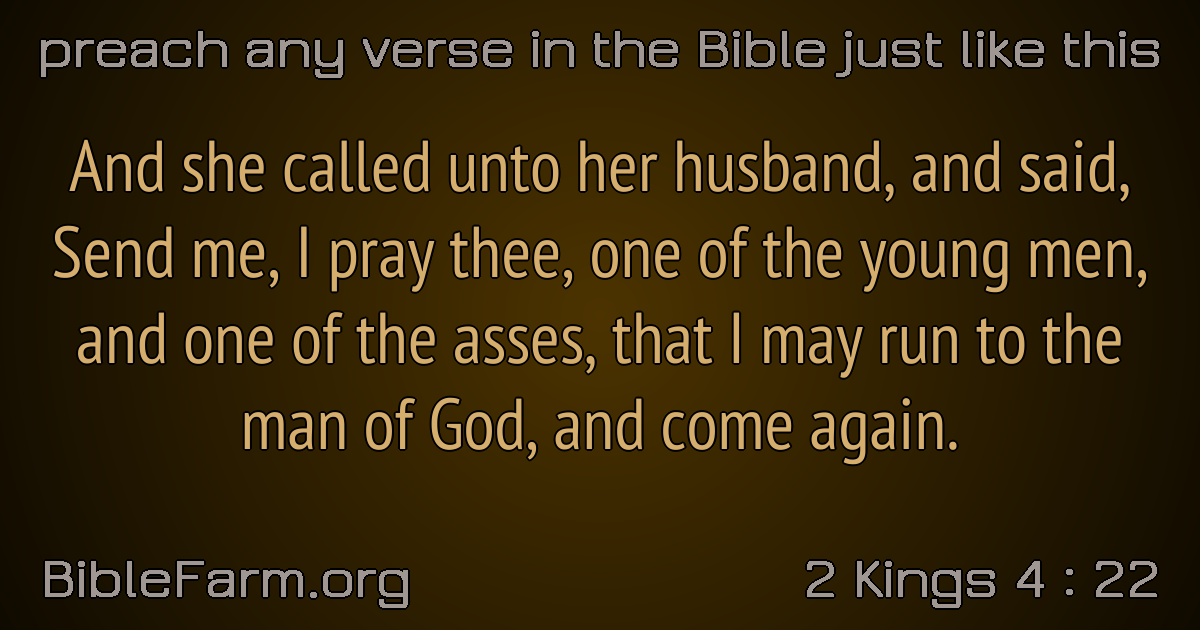 preach any verse in the Bible just like this
And she called unto her husband, and said,
Send me, I pray thee, one of the young men,
and one of the asses, that I may run to the
man of God, and come again.
BibleFarm.org
2 Kings 4 : 22